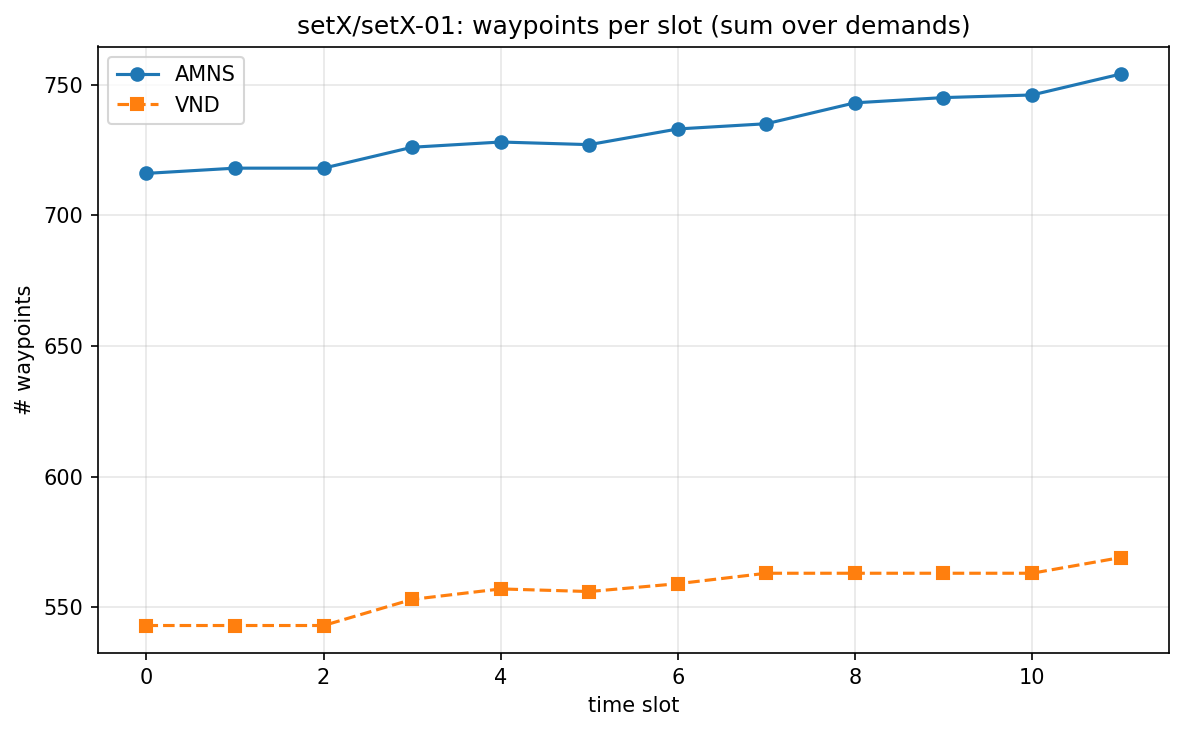 setX/setX-01: waypoints per slot (sum over demands)
AMNS
VND
# waypoints
750
700
650
600
550
0 2 4 6 8 10
time slot